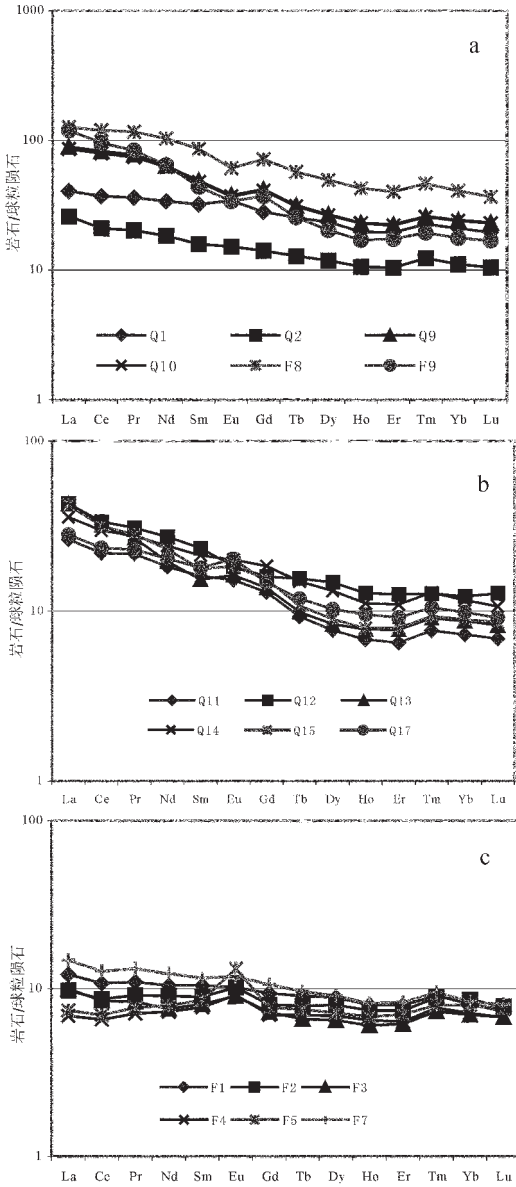 1000
a
100
岩石/球粒陨石
10
Q1 Q2 Q9
Q10 F8 F9
1
La Ce Pr Nd Sm Eu Gd Tb Dy Ho Er Tm Yb Lu
100
b
岩石/球粒陨石
10
Q11 Q12 Q13
Q14 Q15 Q17
1
La Ce Pr Nd Sm Eu Gd Tb Dy Ho Er Tm Yb Lu
100
c
岩石/球粒陨石
10
F1 F2 F3
F4 F5 F7
1
La Ce Pr Nd Sm Eu Gd Tb Dy Ho Er Tm Yb Lu